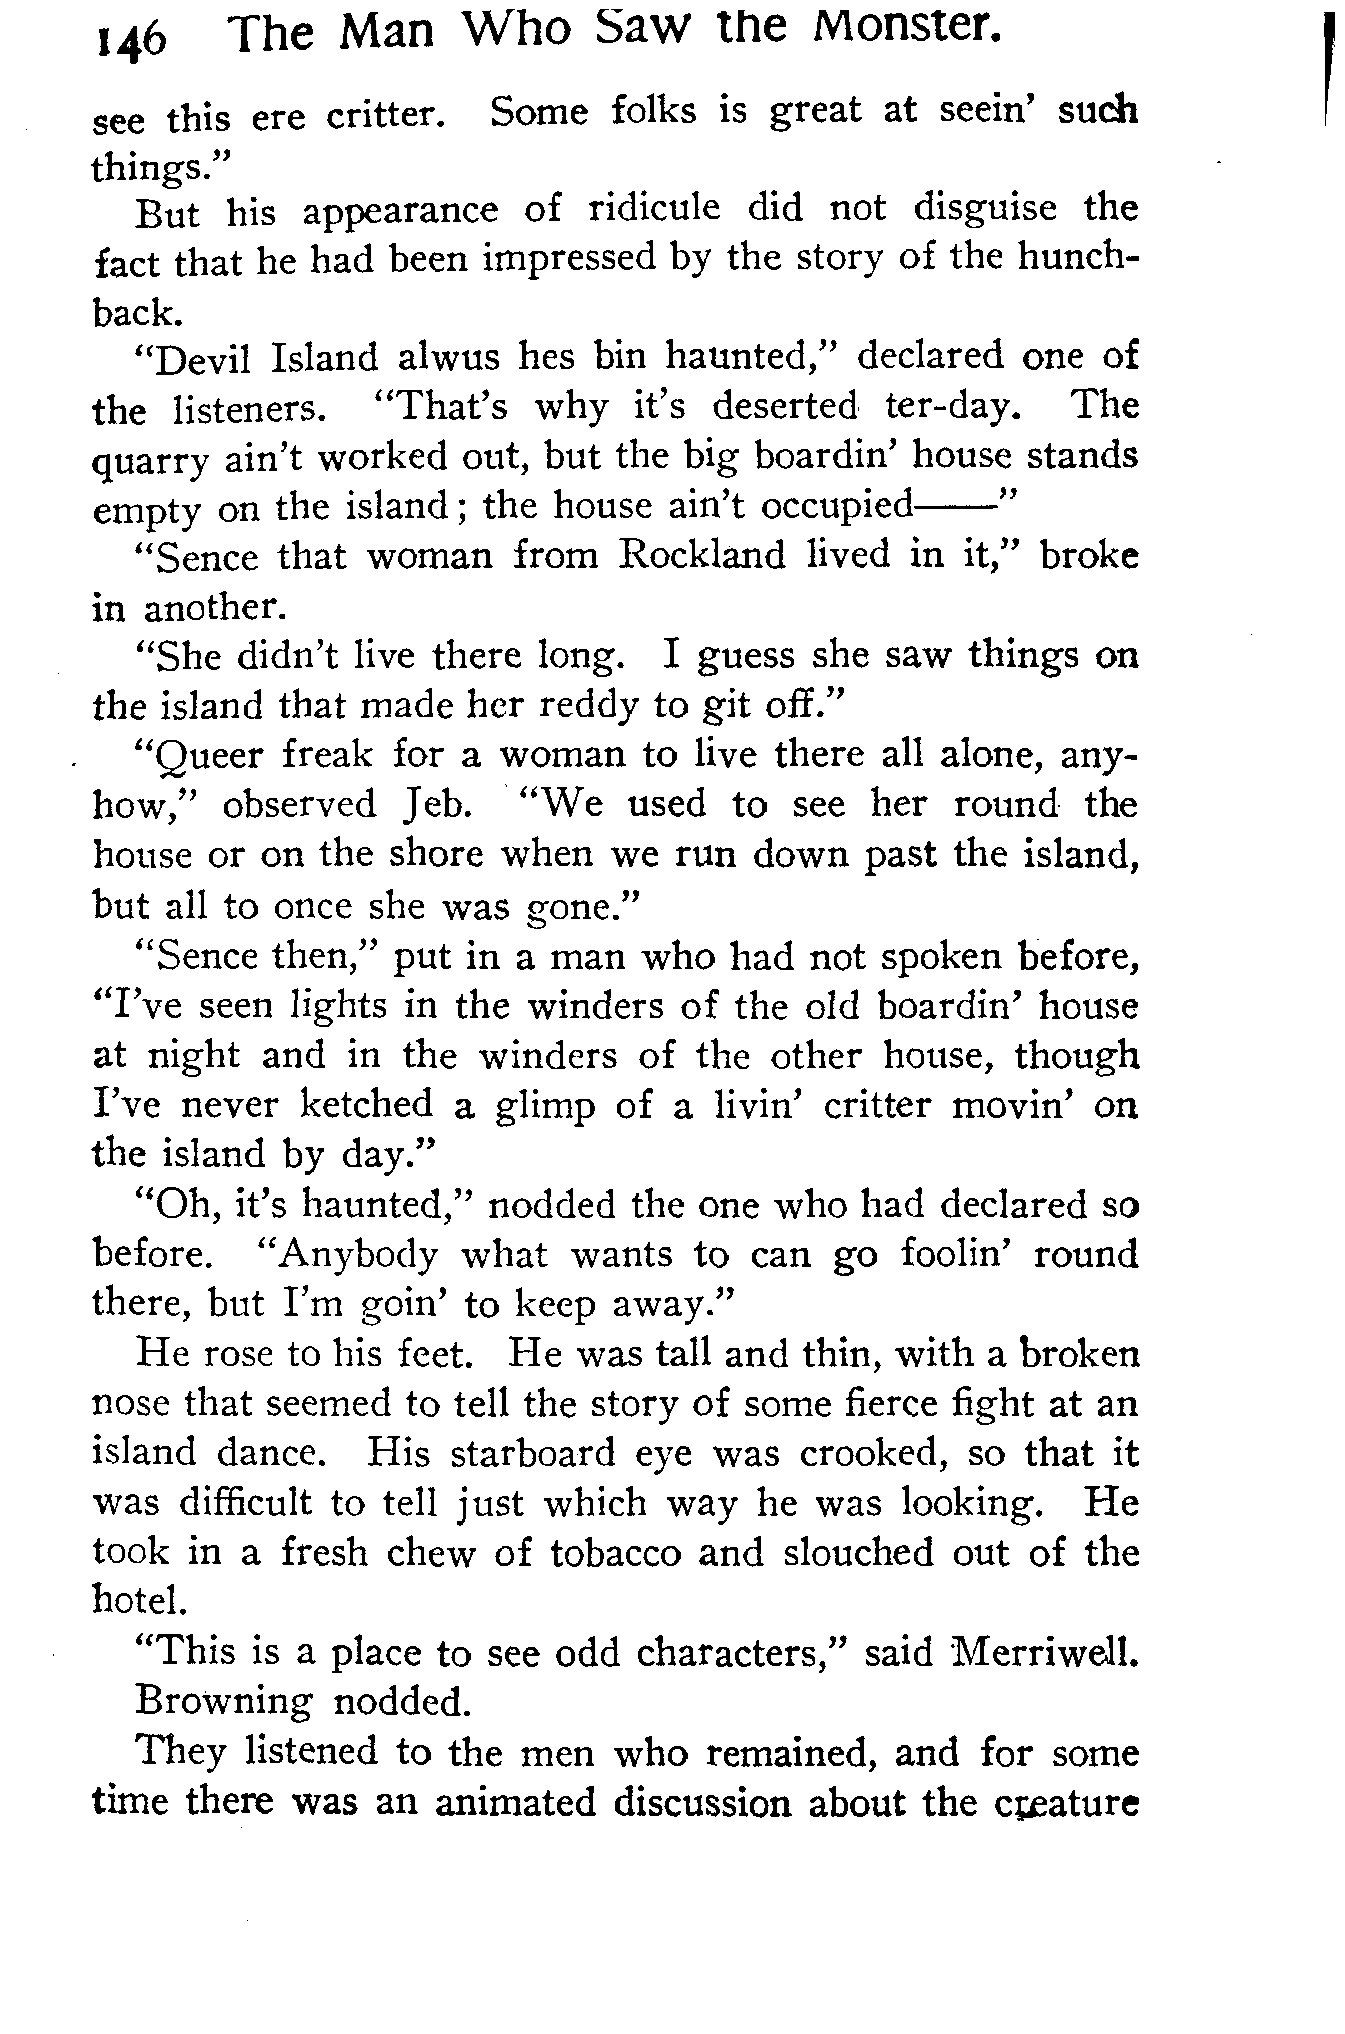 146 The Man Who Saw the Monster.
see this ere critter. Some folks is great at seein' such
things."
But his appearance of ridicule did not disguise the
fact that he had been impressed by the story of the hunch-
back.
"Devil Island alwus hes bin haunted," declared one of
the listeners. "That's why it's deserted ter-day. The
quarry ain't worked out, but the big boardin' house stands
empty on the island; the house ain't occupied——"
"Sence that woman from Rockland lived in it," broke
in another.
"She didn't live there long. I guess she saw things on
the island that made her reddy to git off."
"Queer freak for a woman to live there all alone, any-
how," observed Jeb. "We used to see her round the
house or on the shore when we run down past the island,
but all to once she was gone."
"Sence then," put in a man who had not spoken before,
"I've seen lights in the winders of the old boardin' house
at night and in the winders of the other house, though
I've never ketched a glimp of a livin' critter movin' on
the island by day."
"Oh, it's haunted," nodded the one who had declared so
before. "Anybody what wants to can go foolin' round
there, but I'm goin' to keep away."
He rose to his feet. He was tall and thin, with a broken
nose that seemed to tell the story of some fierce fight at an
island dance. His starboard eye was crooked, so that it
was difficult to tell just which way he was looking. He
took in a fresh chew of tobacco and slouched out of the
hotel.
"This is a place to see odd characters," said Merriwell.
Browning nodded.
They listened to the men who remained, and for some
time there was an animated discussion about the creature